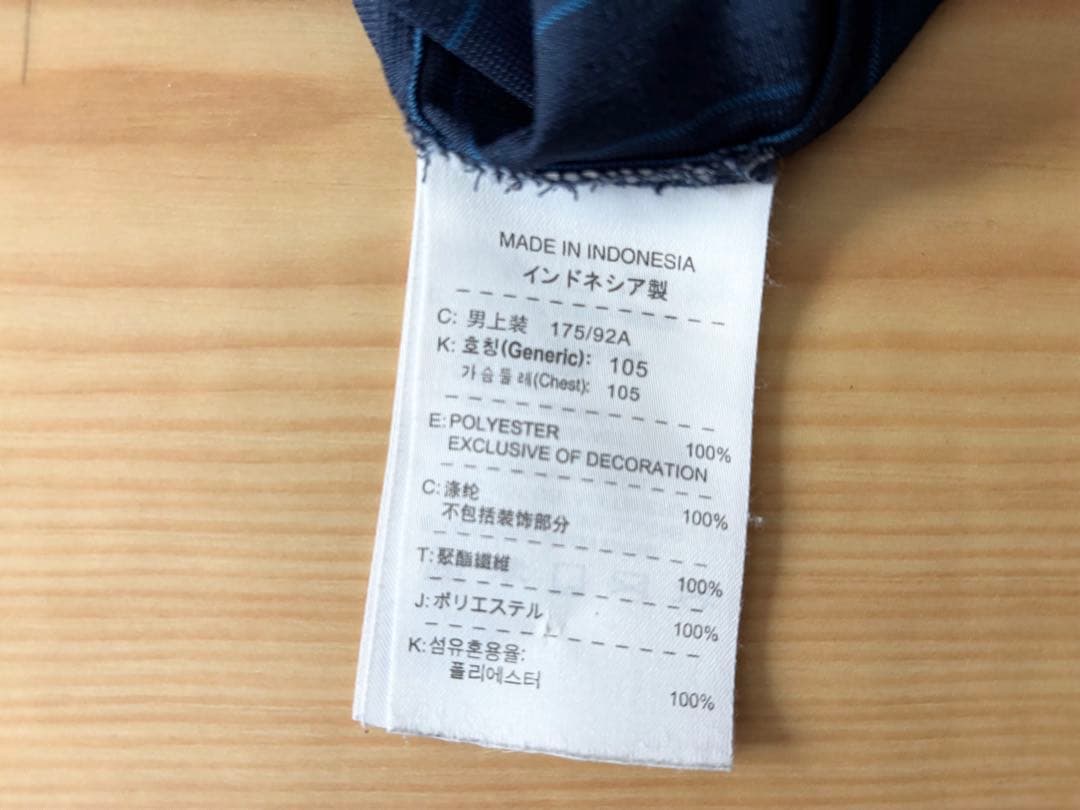 MADE IN INDONESIA
インドネシア製
C: 男上装 175/92A
K: 호칭(Generic): 105
가슴둘레(Chest): 105
E: POLYESTER 100%
EXCLUSIVE OF DECORATION
C: 涤纶 100%
不包括装饰部分
T: 聚酯纖維 100%
J: ポリエステル 100%
K: 섬유혼용율:
폴리에스터 100%